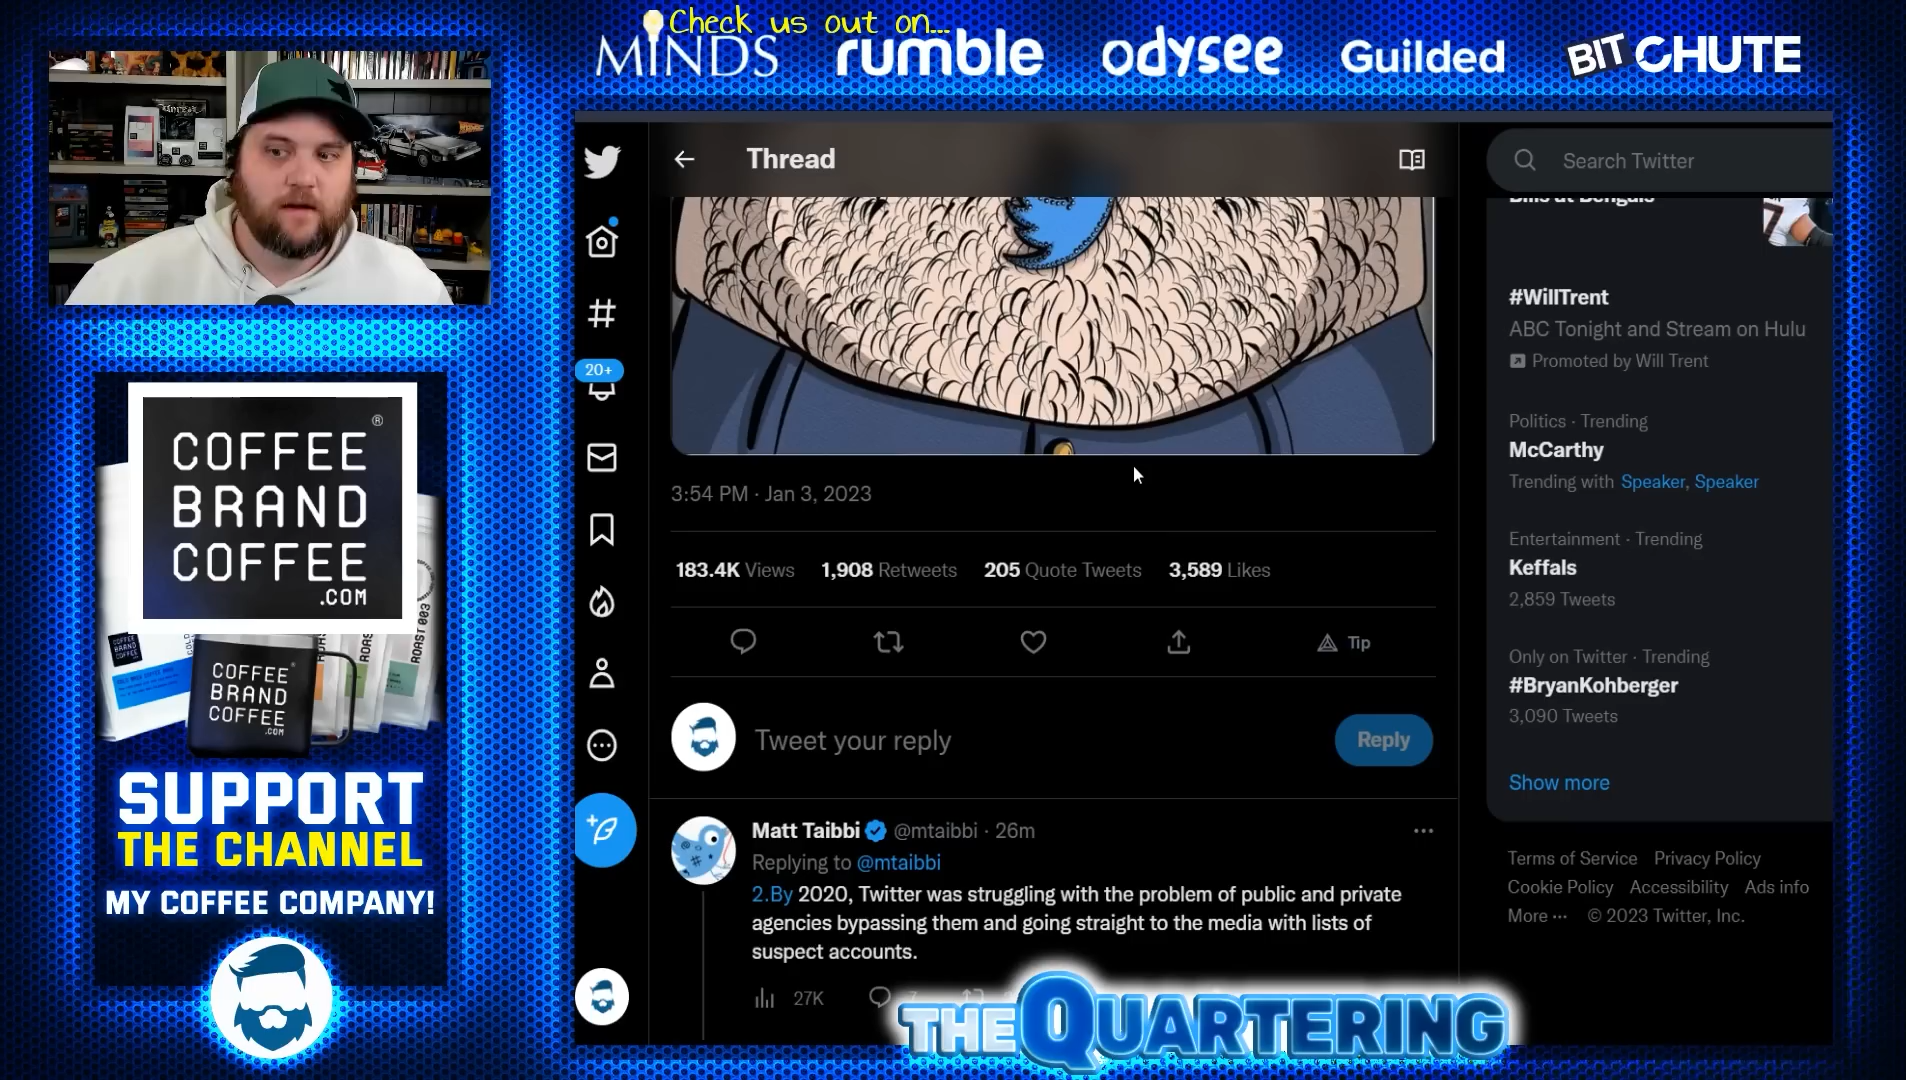 Check us out on...
MINDS
rumble
odysee
Guilded
BITCHUTE
COFFEE
BRAND
COFFEE
.COM
®
ROAST 003
COFFEE
BRAND
COFFEE
.COM
SUPPORT
THE CHANNEL
MY COFFEE COMPANY!
20+
Thread
3:54 PM · Jan 3, 2023
183.4K Views 1,908 Retweets 205 Quote Tweets 3,589 Likes
Tip
Tweet your reply
Reply
Matt Taibbi @mtaibbi · 26m
Replying to @mtaibbi
2.By 2020, Twitter was struggling with the problem of public and private
agencies bypassing them and going straight to the media with lists of
suspect accounts.
27K
Search Twitter
Bills at Bengals
#WillTrent
ABC Tonight and Stream on Hulu
Promoted by Will Trent
Politics · Trending
McCarthy
Trending with Speaker, Speaker
Entertainment · Trending
Keffals
2,859 Tweets
Only on Twitter · Trending
#BryanKohberger
3,090 Tweets
Show more
Terms of Service Privacy Policy
Cookie Policy Accessibility Ads info
More ··· © 2023 Twitter, Inc.
THE QUARTERING